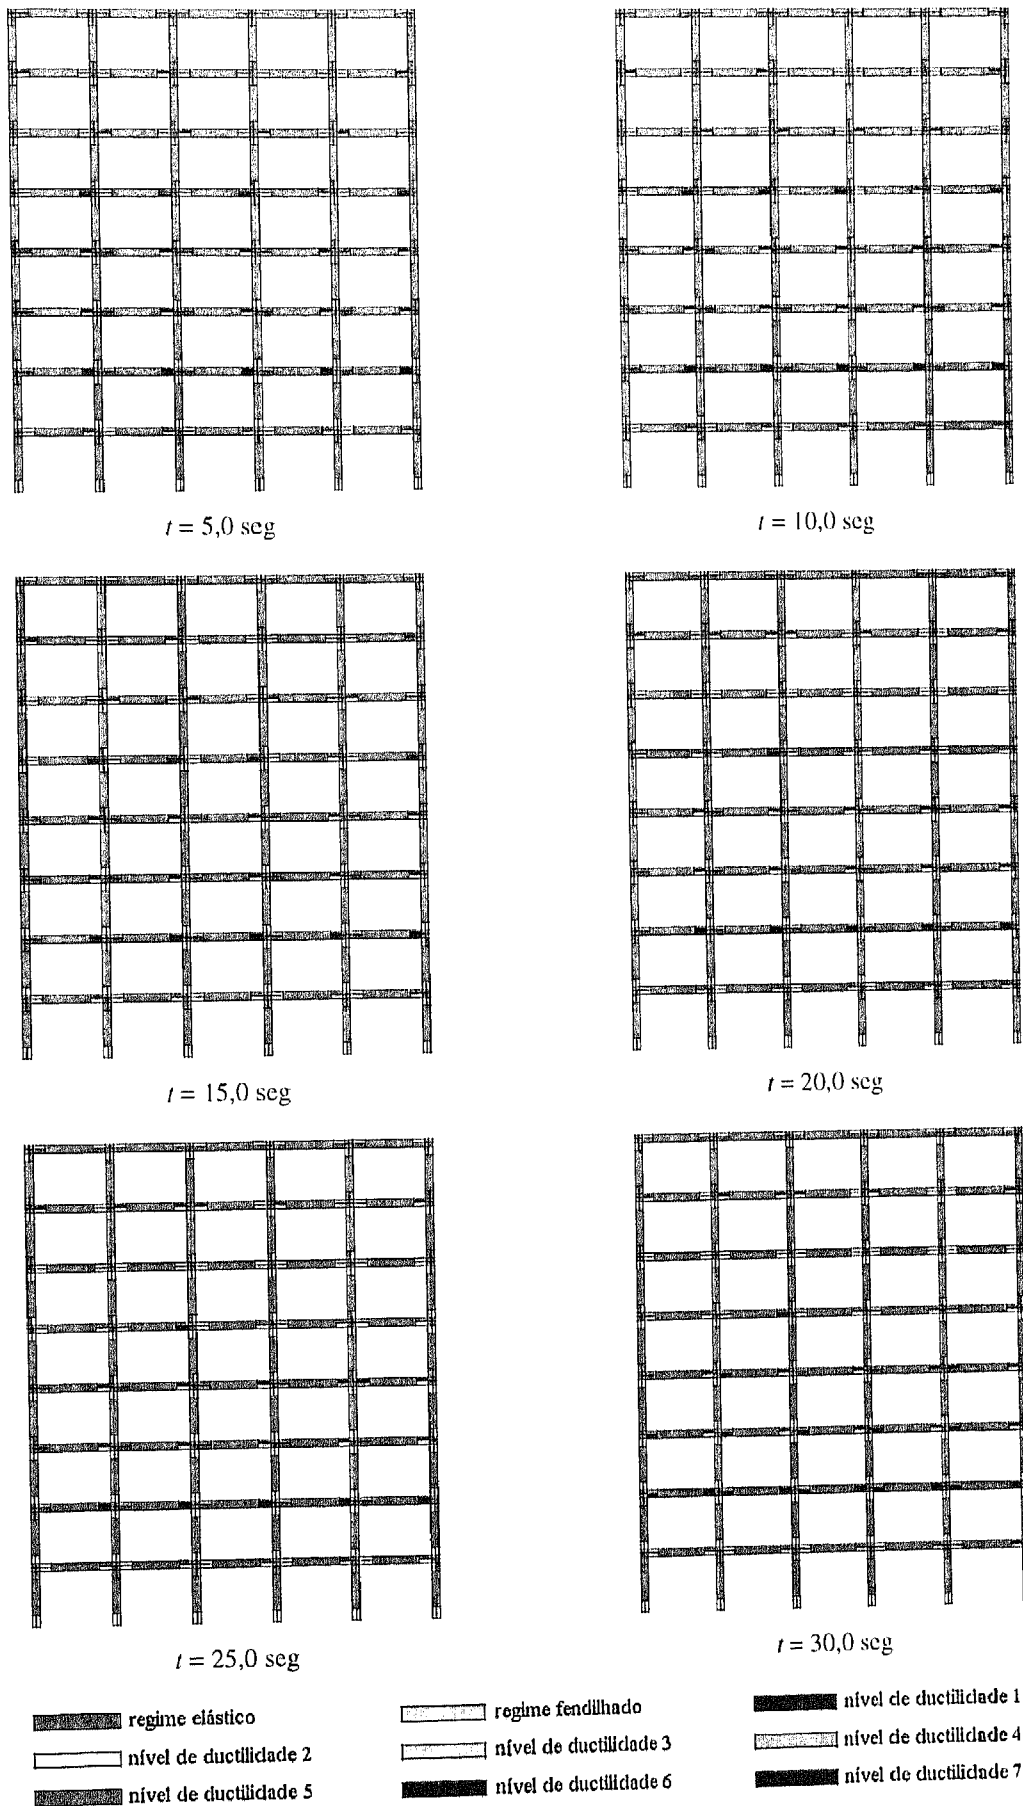 t = 5,0 seg
t = 10,0 seg
t = 15,0 seg
t = 20,0 seg
t = 25,0 seg
t = 30,0 seg
regime elástico
regime fendilhado
nível de ductilidade 1
nível de ductilidade 2
nível de ductilidade 3
nível de ductilidade 4
nível de ductilidade 5
nível de ductilidade 6
nível de ductilidade 7